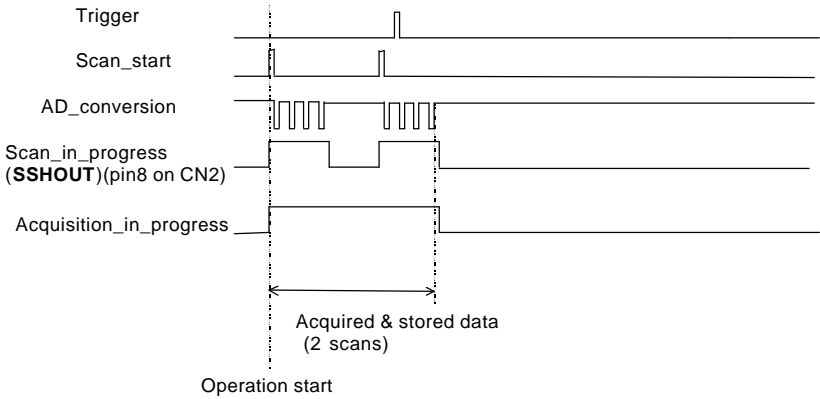 Trigger
Scan_start
AD_conversion
Scan_in_progress
(SSHOUT)(pin8 on CN2)
Acquisition_in_progress
Acquired & stored data
(2 scans)
Operation start